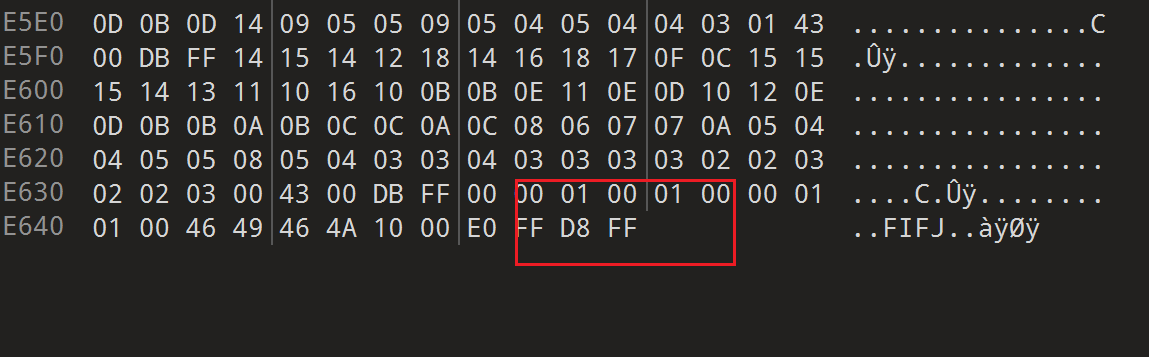 E5E0 0D 0B 0D 14 09 05 05 09 05 04 05 04 04 03 01 43 ...............C
E5F0 00 DB FF 14 15 14 12 18 14 16 18 17 0F 0C 15 15 .Ûÿ.............
E600 15 14 13 11 10 16 10 0B 0B 0E 11 0E 0D 10 12 0E ................
E610 0D 0B 0B 0A 0B 0C 0C 0A 0C 08 06 07 07 0A 05 04 ................
E620 04 05 05 08 05 04 03 03 04 03 03 03 03 02 02 03 ................
E630 02 02 03 00 43 00 DB FF 00 00 01 00 01 00 00 01 ....C.Ûÿ........
E640 01 00 46 49 46 4A 10 00 E0 FF D8 FF ..FIFJ..àÿØÿ